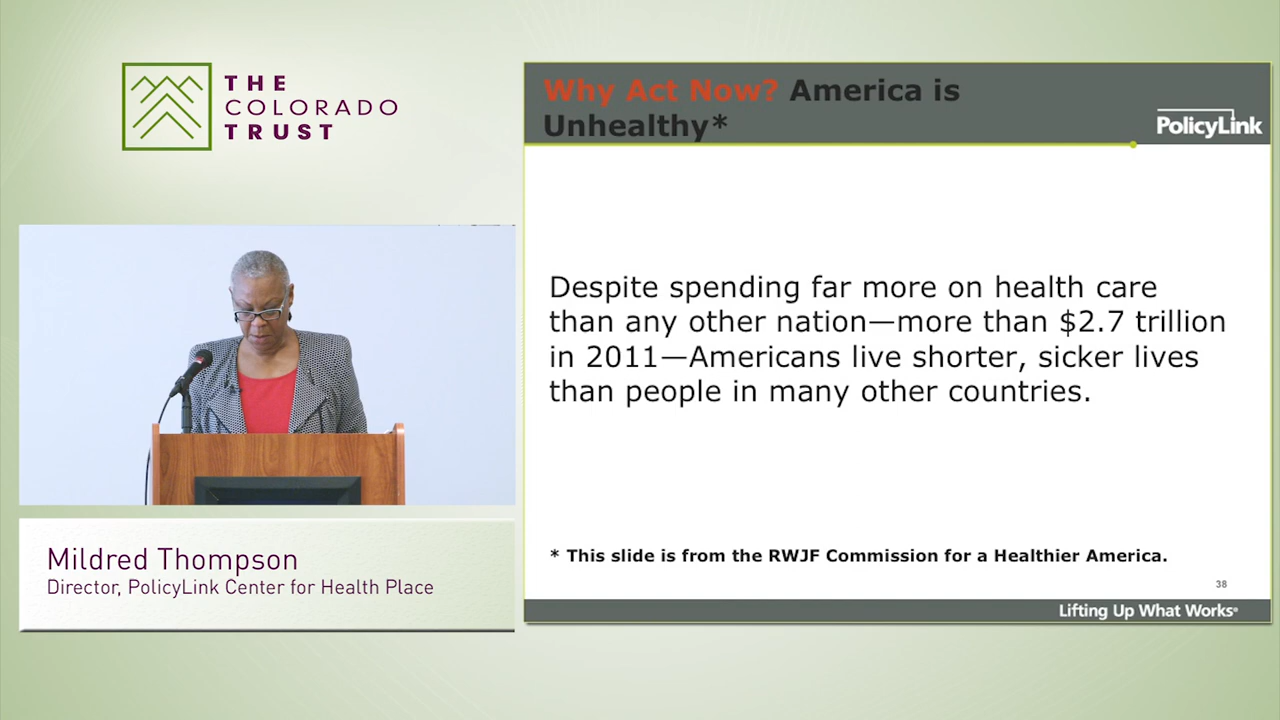 THE
COLORADO
TRUST
Why Act Now? America is
Unhealthy*
PolicyLink
Despite spending far more on health care
than any other nation—more than $2.7 trillion
in 2011—Americans live shorter, sicker lives
than people in many other countries.
* This slide is from the RWJF Commission for a Healthier America.
38
Lifting Up What Works®
Mildred Thompson
Director, PolicyLink Center for Health Place